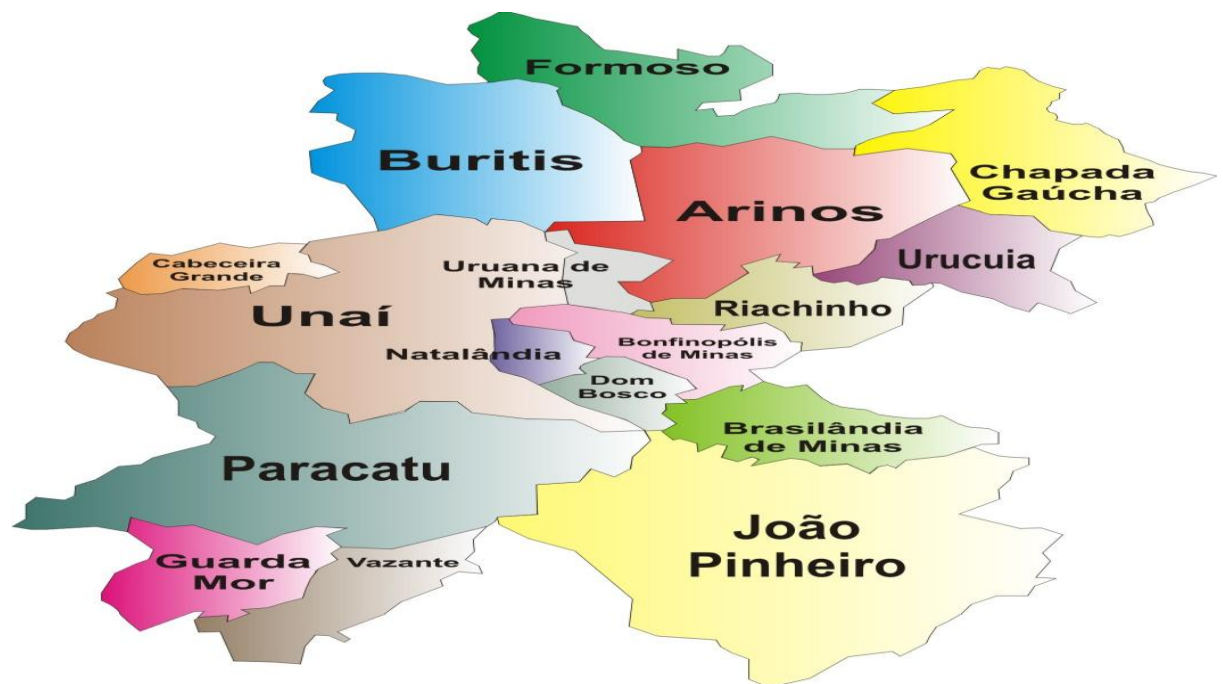 Formoso
Buritis
Chapada
Gaúcha
Arinos
Cabeceira
Grande
Uruana de
Minas
Urucuia
Unaí
Riachinho
Natalândia
Bonfinopólis
de Minas
Dom
Bosco
Brasilândia
de Minas
Paracatu
João
Pinheiro
Guarda
Mor
Vazante